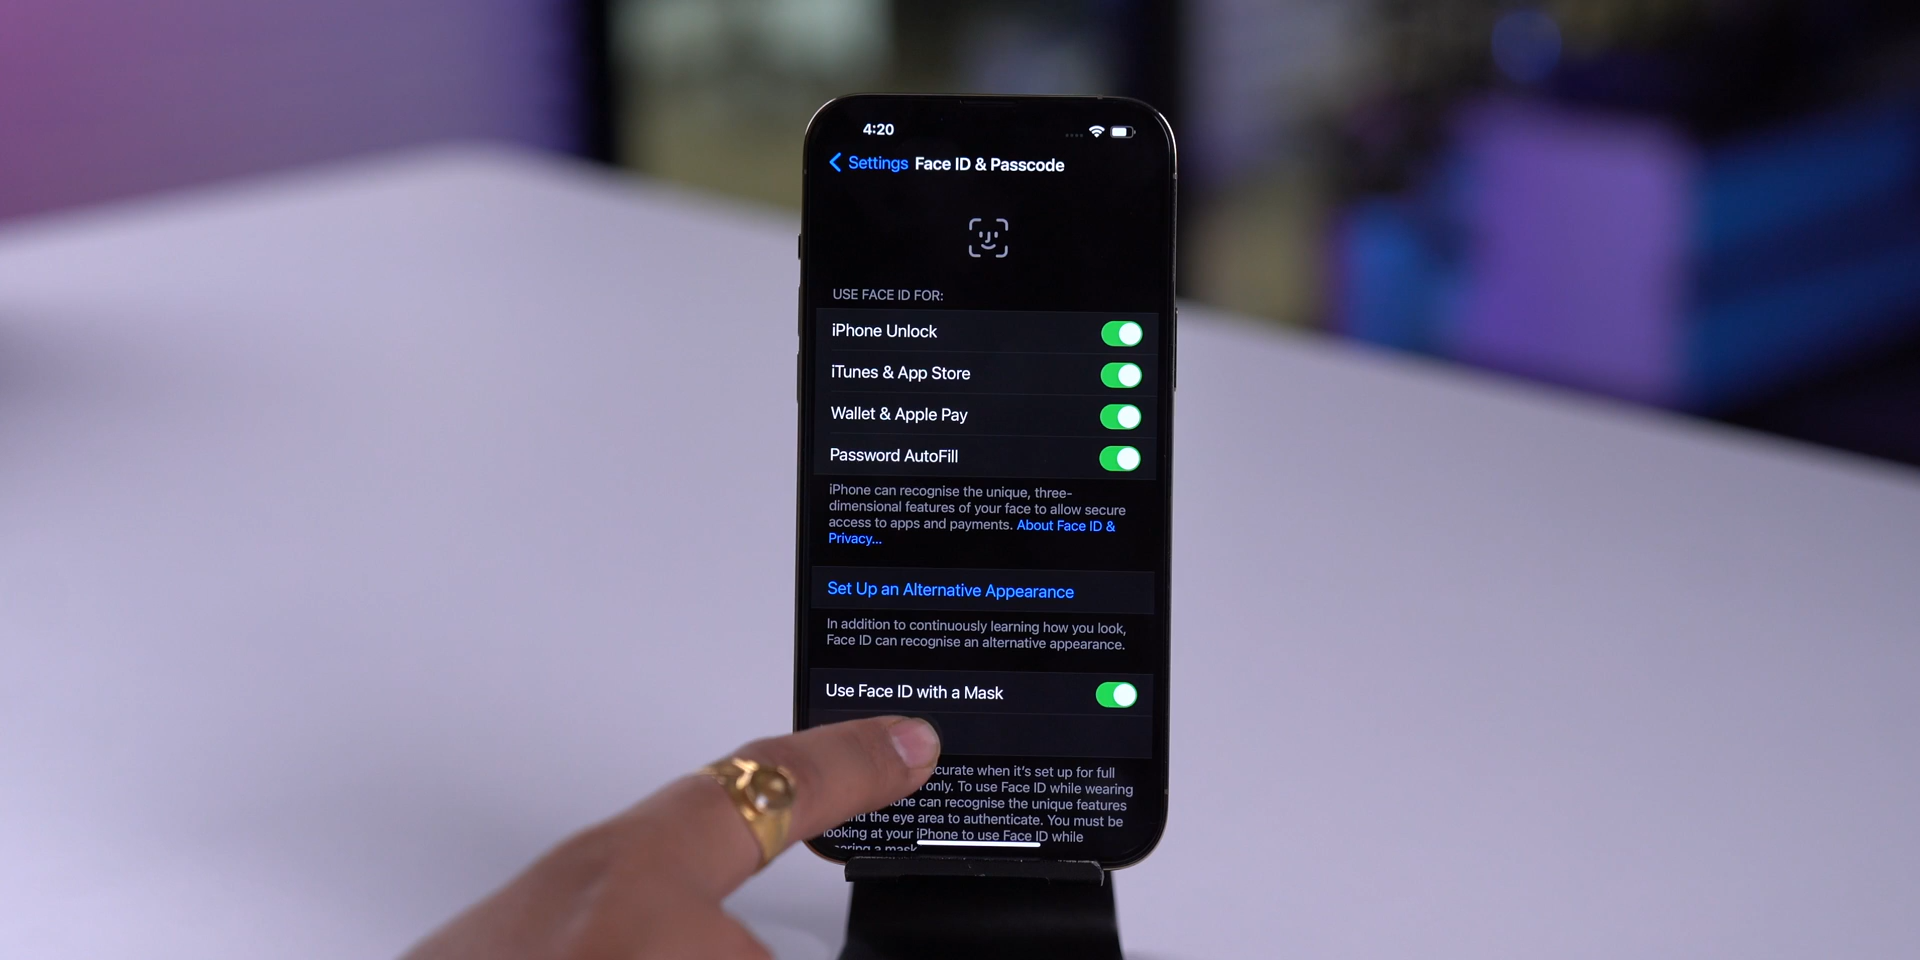 4:20
Settings Face ID & Passcode
USE FACE ID FOR:
iPhone Unlock
iTunes & App Store
Wallet & Apple Pay
Password AutoFill
iPhone can recognise the unique, three-
dimensional features of your face to allow secure
access to apps and payments. About Face ID &
Privacy...
Set Up an Alternative Appearance
In addition to continuously learning how you look,
Face ID can recognise an alternative appearance.
Use Face ID with a Mask
when it's set up for full
only. To use Face ID while wearing
can recognise the unique features
the eye area to authenticate. You must be
looking at your iPhone to use Face ID while
a mask